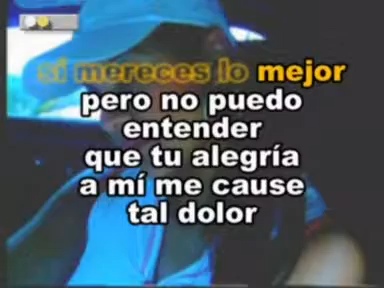 si mereces lo mejor
pero no puedo
entender
que tu alegría
a mí me cause
tal dolor